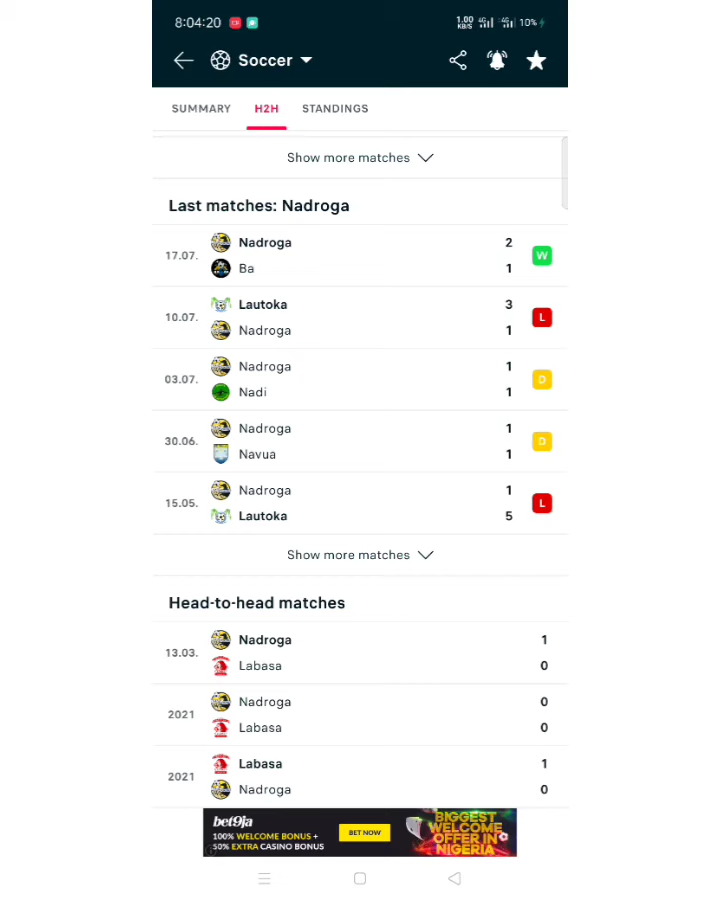 8:04:20
1.00 KB/S 4G 4G 10%
Soccer
SUMMARY H2H STANDINGS
Show more matches
Last matches: Nadroga
17.07. Nadroga 2 W
Ba 1
10.07. Lautoka 3 L
Nadroga 1
03.07. Nadroga 1 D
Nadi 1
30.06. Nadroga 1 D
Navua 1
15.05. Nadroga 1 L
Lautoka 5
Show more matches
Head-to-head matches
13.03. Nadroga 1
Labasa 0
2021 Nadroga 0
Labasa 0
2021 Labasa 1
Nadroga 0
bet9ja
100% WELCOME BONUS +
50% EXTRA CASINO BONUS
BET NOW
BIGGEST
WELCOME
OFFER IN
NIGERIA